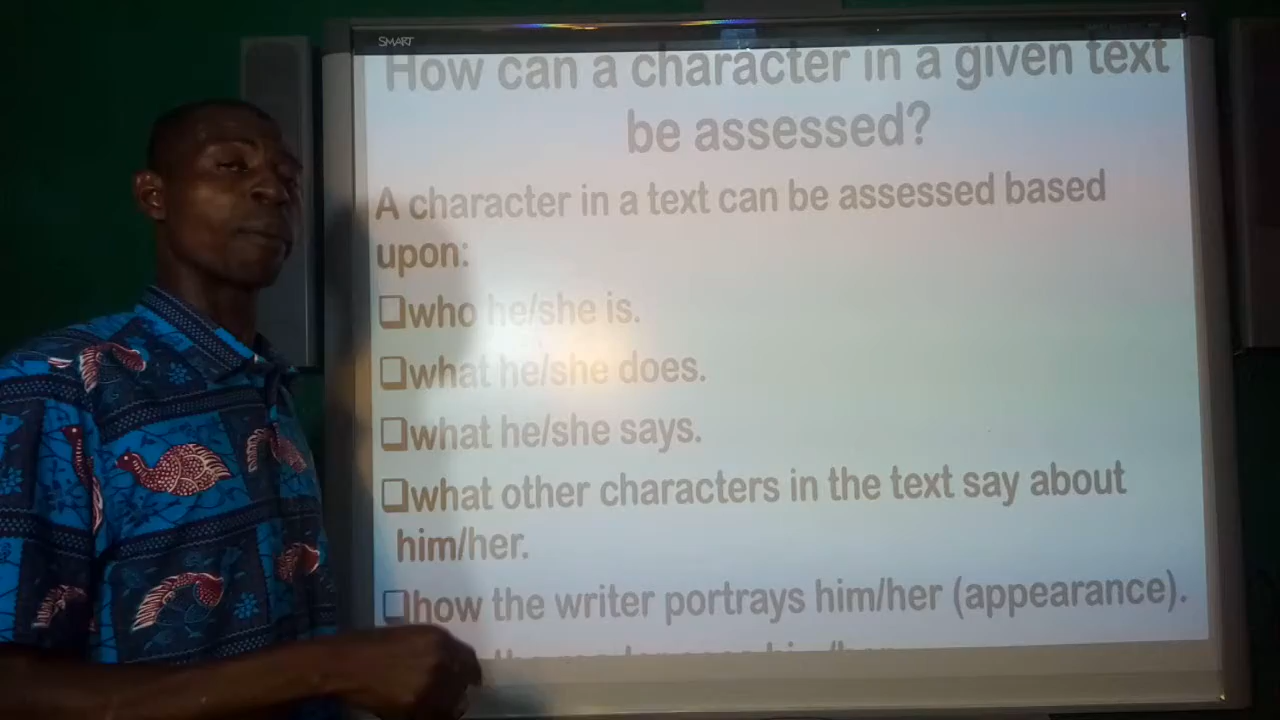 SMART
How can a character in a given text
be assessed?
A character in a text can be assessed based
upon:
❑who he/she is.
❑what he/she does.
❑what he/she says.
❑what other characters in the text say about
him/her.
❑how the writer portrays him/her (appearance).